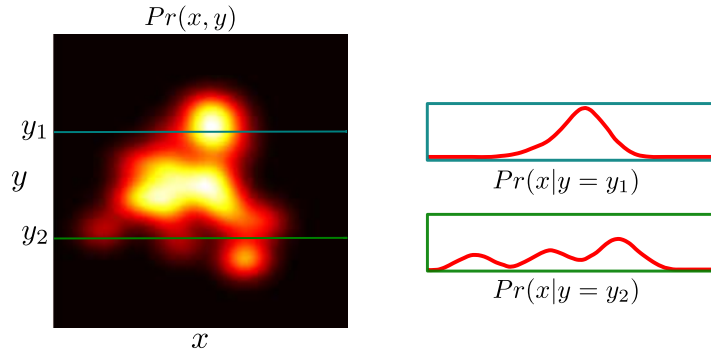 Pr(x, y)
y₁
y
y₂
x
Pr(x|y = y₁)
Pr(x|y = y₂)